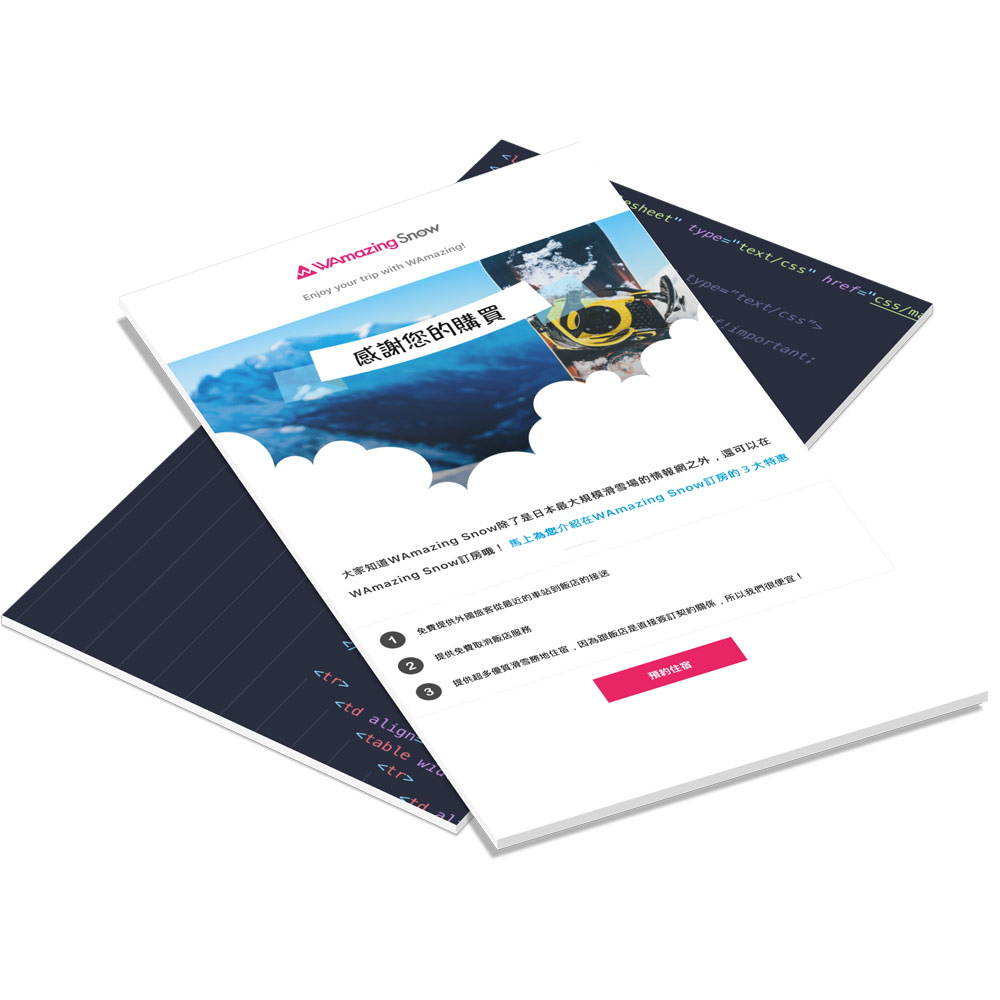 WAmazing Snow
Enjoy your trip with WAmazing!
感謝您的購買
大家知道WAmazing Snow除了是日本最大規模滑雪場的情報網之外，還可以在
WAmazing Snow訂房哦！ 馬上為您介紹在WAmazing Snow訂房的３大特惠
1 免費提供外國旅客從最近的車站到飯店的接送
2 提供免費取消飯店服務
3 提供超多優質滑雪勝地住宿，因為跟飯店是直接簽訂契約關係，所以我們很便宜！
預約住宿
esheet" type="text/css" href="css/ma
type="text/css">
f!important;
<tr>
<td align=
<table wid
<tr>
<td al